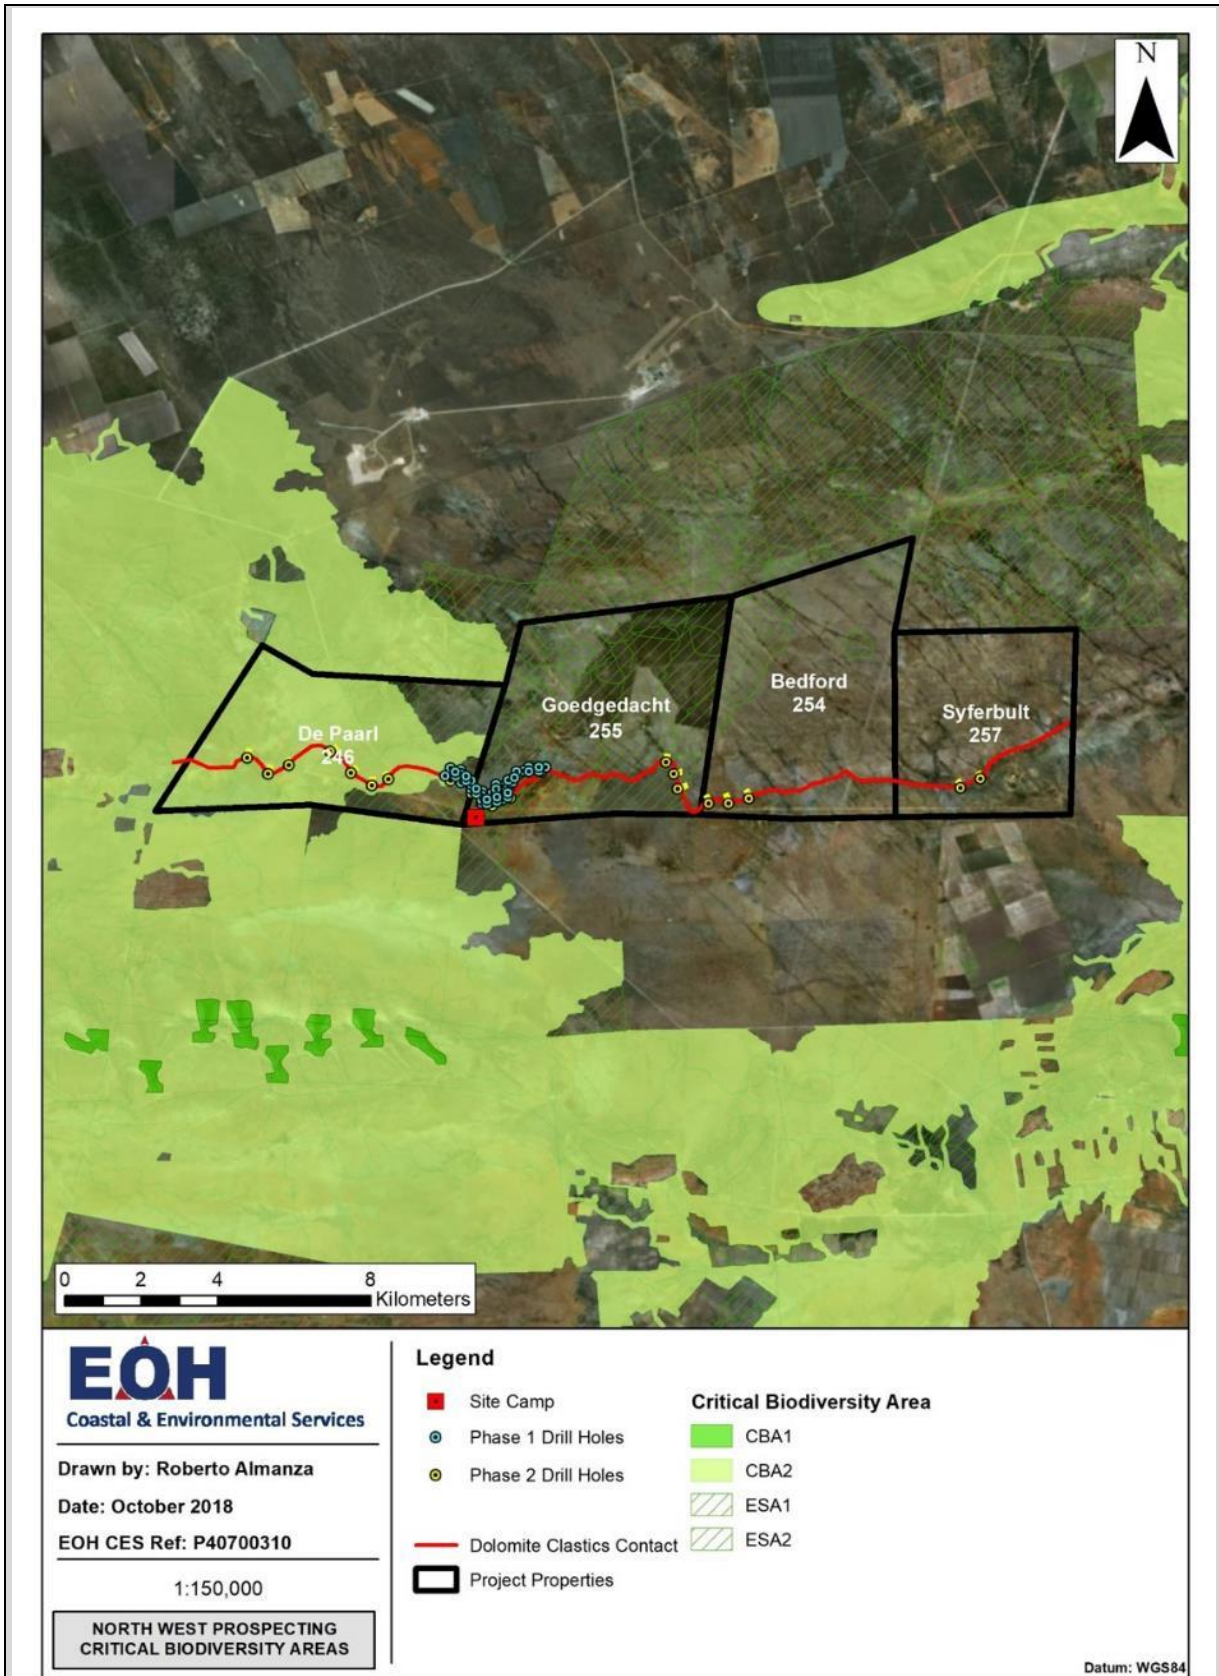 N
De Paarl
246
Goedgedacht
255
Bedford
254
Syferbult
257
0 2 4 8
Kilometers
EOH
Coastal & Environmental Services
Drawn by: Roberto Almanza
Date: October 2018
EOH CES Ref: P40700310
1:150,000
NORTH WEST PROSPECTING
CRITICAL BIODIVERSITY AREAS
Legend
Site Camp
Phase 1 Drill Holes
Phase 2 Drill Holes
Dolomite Clastics Contact
Project Properties
Critical Biodiversity Area
CBA1
CBA2
ESA1
ESA2
Datum: WGS84